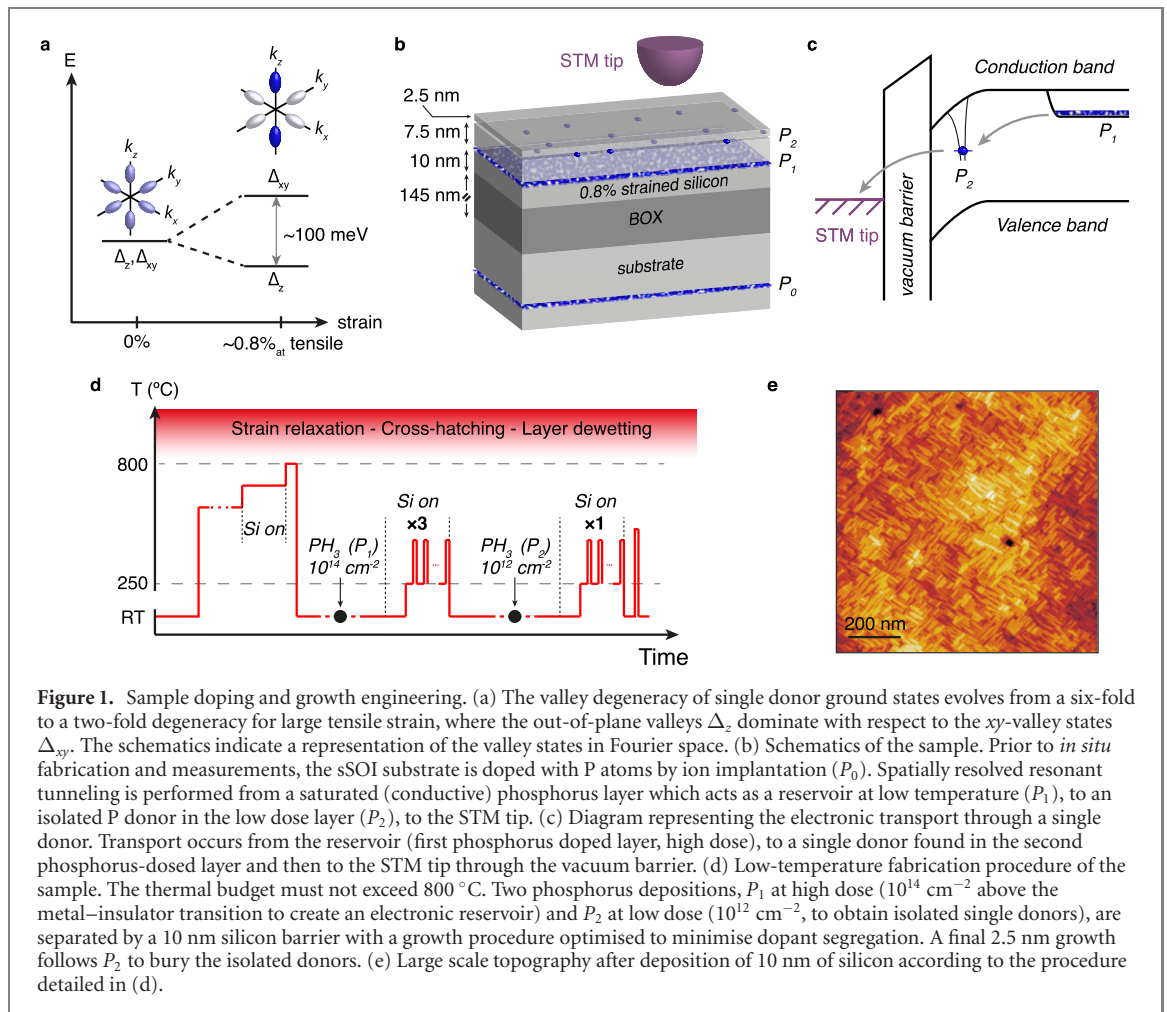 a
E
k_z
k_y
k_x
k_z
k_y
k_x
Δ_xy
~100 meV
Δ_z,Δ_xy
Δ_z
strain
0%
~0.8%_at tensile
b
STM tip
2.5 nm
7.5 nm
10 nm
145 nm
P_2
P_1
0.8% strained silicon
BOX
substrate
P_0
c
Conduction band
P_1
P_2
STM tip
vacuum barrier
Valence band
d
T (ºC)
Strain relaxation - Cross-hatching - Layer dewetting
800
Si on
Si on
×3
Si on
×1
PH_3 (P_1)
10^14 cm^-2
PH_3 (P_2)
10^12 cm^-2
...
...
250
RT
Time
e
200 nm
Figure 1. Sample doping and growth engineering. (a) The valley degeneracy of single donor ground states evolves from a six-fold
to a two-fold degeneracy for large tensile strain, where the out-of-plane valleys Δ_z dominate with respect to the xy-valley states
Δ_xy. The schematics indicate a representation of the valley states in Fourier space. (b) Schematics of the sample. Prior to in situ
fabrication and measurements, the sSOI substrate is doped with P atoms by ion implantation (P_0). Spatially resolved resonant
tunneling is performed from a saturated (conductive) phosphorus layer which acts as a reservoir at low temperature (P_1), to an
isolated P donor in the low dose layer (P_2), to the STM tip. (c) Diagram representing the electronic transport through a single
donor. Transport occurs from the reservoir (first phosphorus doped layer, high dose), to a single donor found in the second
phosphorus-dosed layer and then to the STM tip through the vacuum barrier. (d) Low-temperature fabrication procedure of the
sample. The thermal budget must not exceed 800 °C. Two phosphorus depositions, P_1 at high dose (10^14 cm^−2 above the
metal–insulator transition to create an electronic reservoir) and P_2 at low dose (10^12 cm^−2, to obtain isolated single donors), are
separated by a 10 nm silicon barrier with a growth procedure optimised to minimise dopant segregation. A final 2.5 nm growth
follows P_2 to bury the isolated donors. (e) Large scale topography after deposition of 10 nm of silicon according to the procedure
detailed in (d).